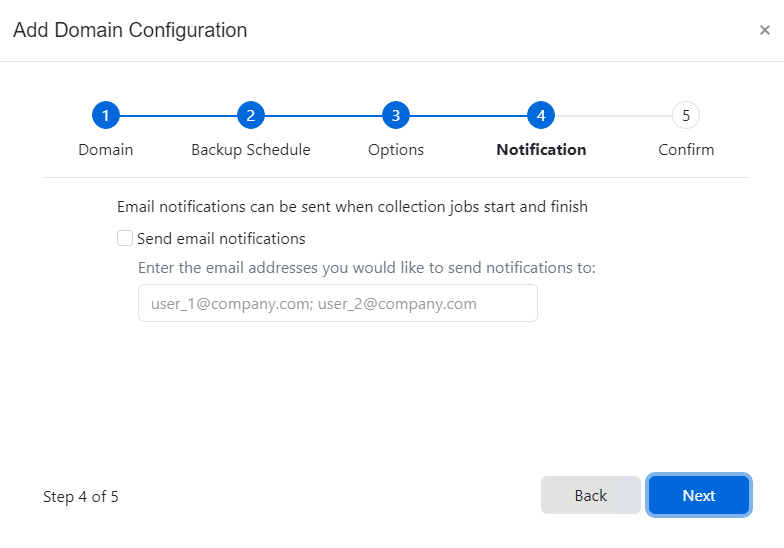 Add Domain Configuration
×
1 2 3 4 5
Domain Backup Schedule Options Notification Confirm
Email notifications can be sent when collection jobs start and finish
Send email notifications
Enter the email addresses you would like to send notifications to:
user_1@company.com; user_2@company.com
Step 4 of 5 Back Next